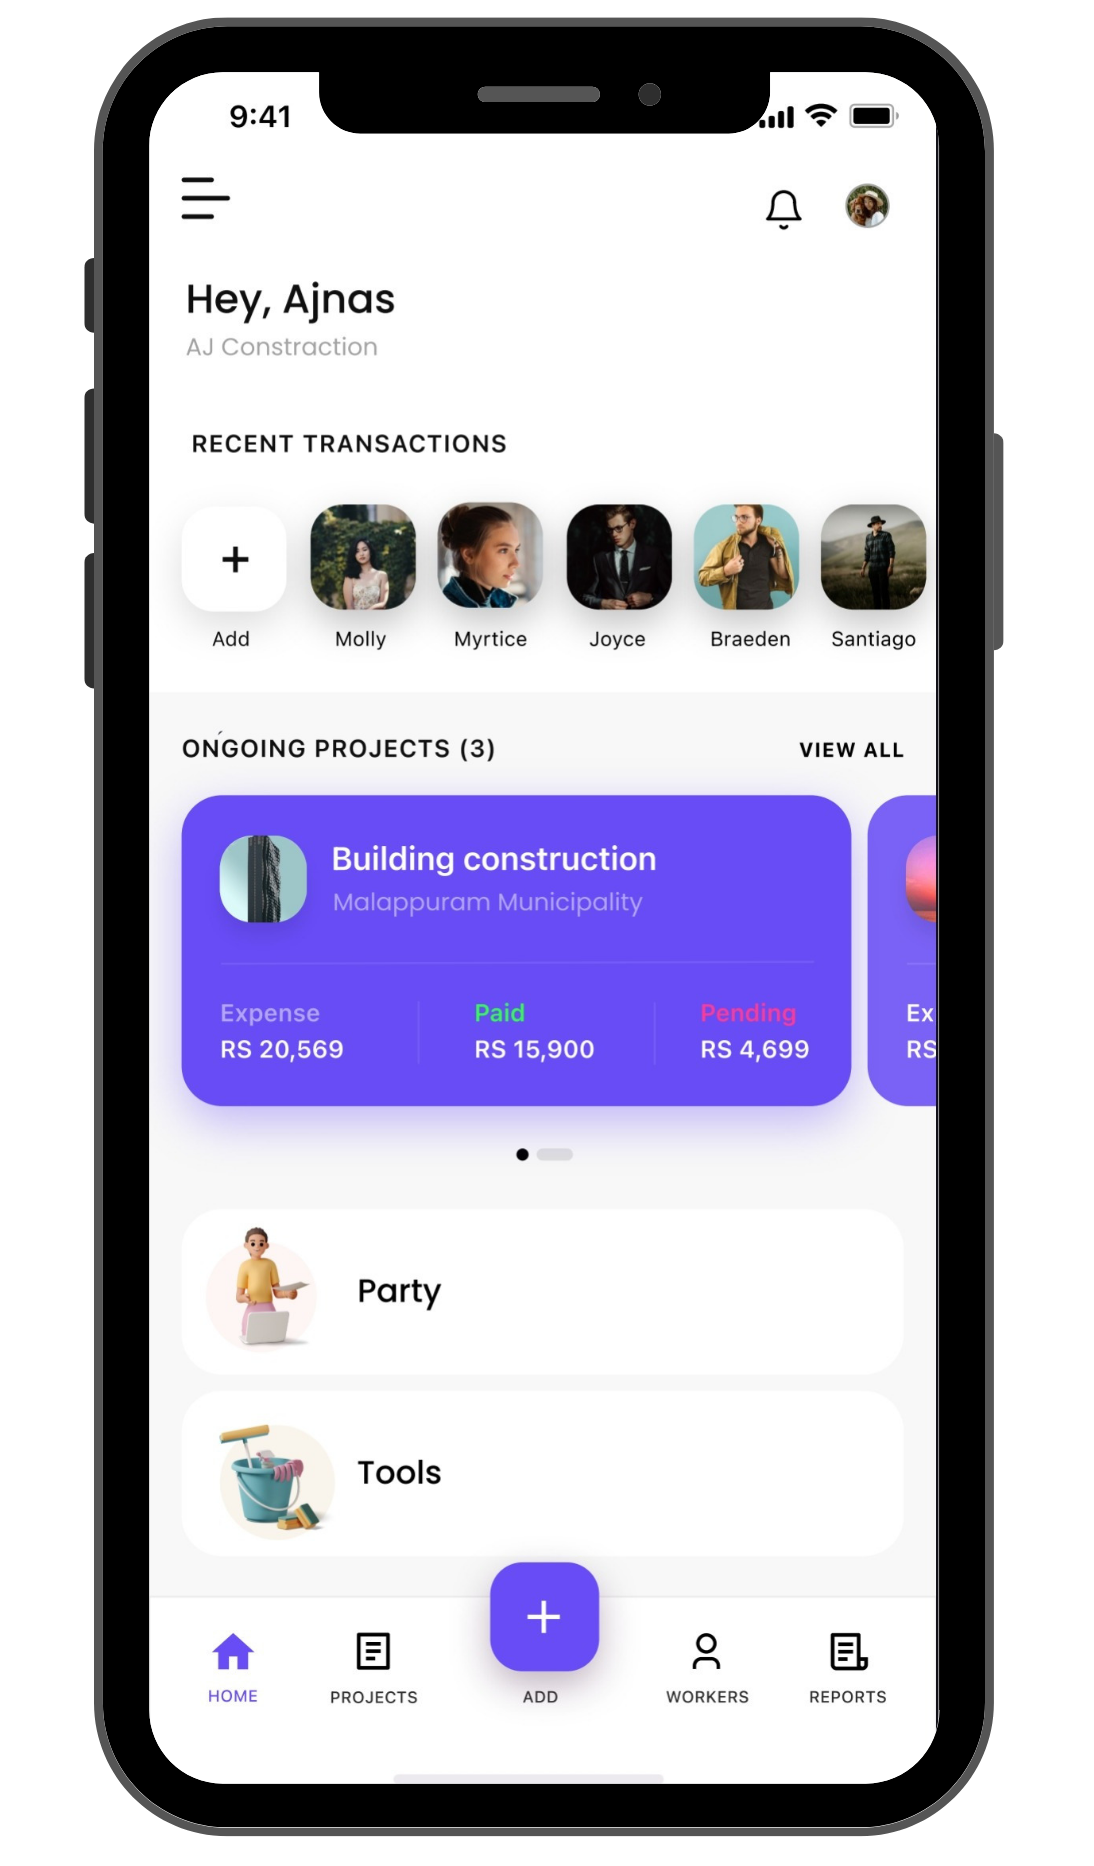 9:41
Hey, Ajnas
AJ Constraction
RECENT TRANSACTIONS
Add Molly Myrtice Joyce Braeden Santiago
ONGOING PROJECTS (3) VIEW ALL
Building construction
Malappuram Municipality
Expense Paid Pending Ex
RS 20,569 RS 15,900 RS 4,699 RS
Party
Tools
HOME PROJECTS ADD WORKERS REPORTS